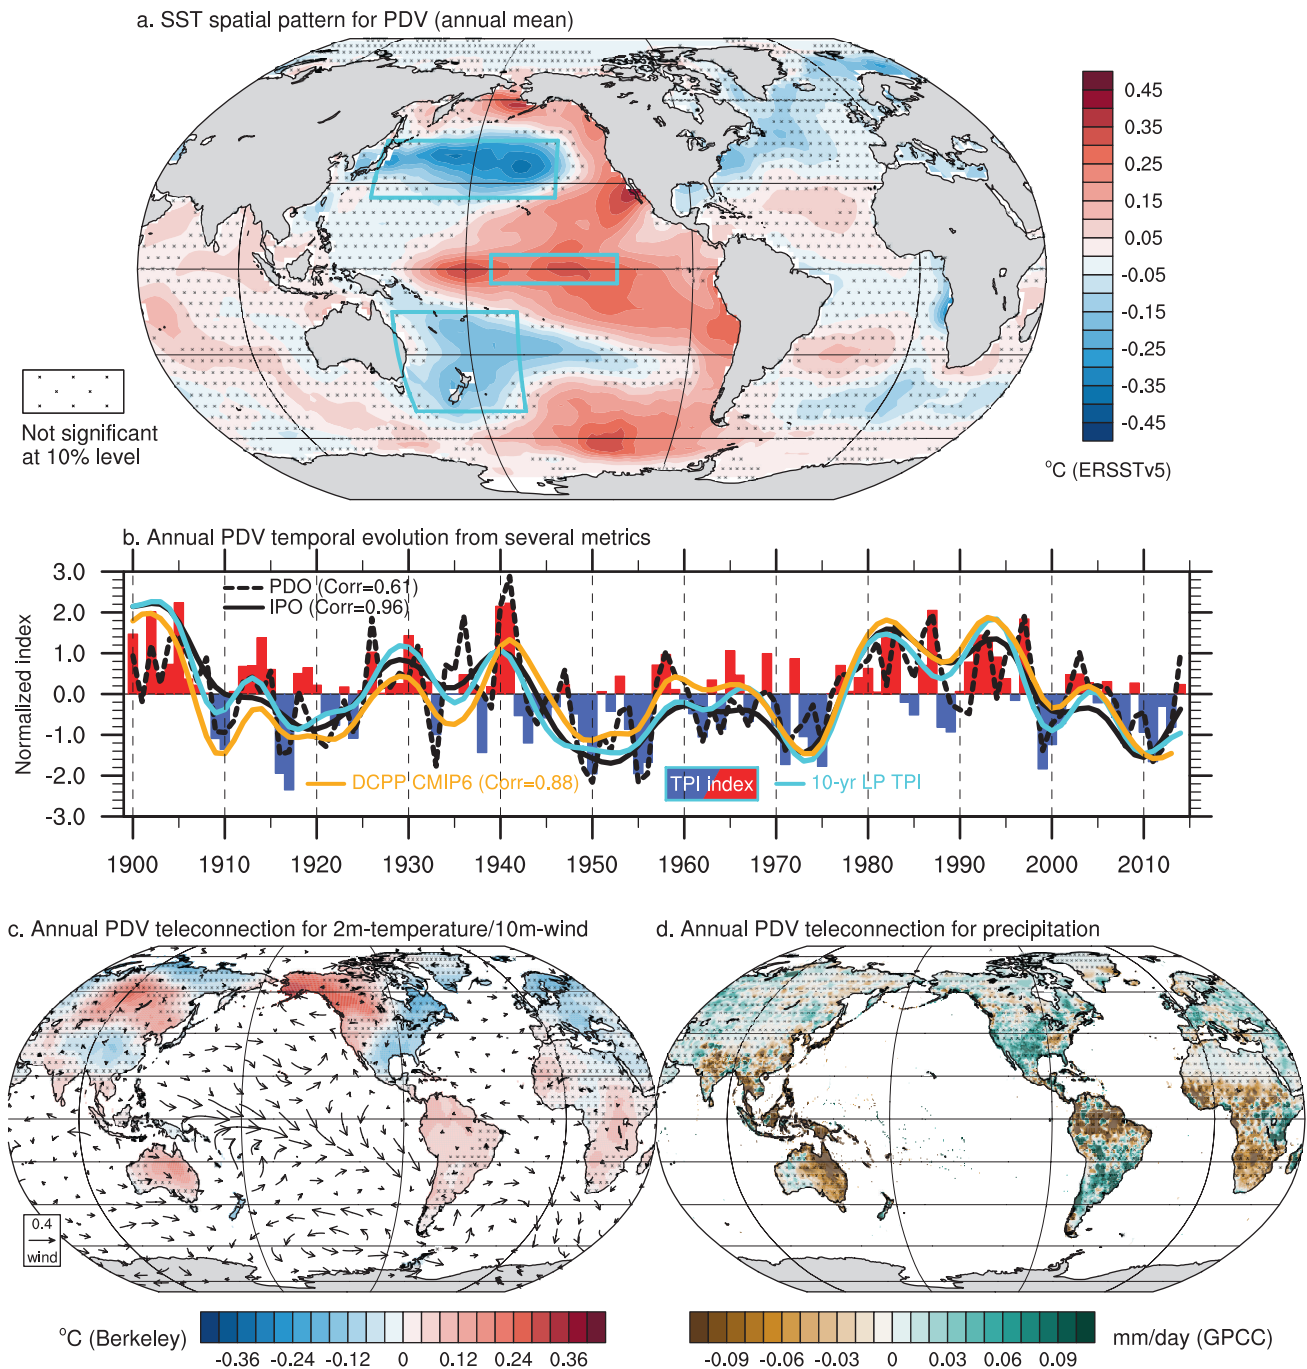 a. SST spatial pattern for PDV (annual mean)
0.45
0.35
0.25
0.15
0.05
-0.05
-0.15
-0.25
-0.35
-0.45
°C (ERSSTv5)
Not significant
at 10% level
b. Annual PDV temporal evolution from several metrics
Normalized index
3.0
2.0
1.0
0.0
-1.0
-2.0
-3.0
PDO (Corr=0.61)
IPO (Corr=0.96)
DCPP CMIP6 (Corr=0.88)
TPI index
10-yr LP TPI
1900 1910 1920 1930 1940 1950 1960 1970 1980 1990 2000 2010
c. Annual PDV teleconnection for 2m-temperature/10m-wind
0.4
wind
°C (Berkeley)
-0.36 -0.24 -0.12 0 0.12 0.24 0.36
d. Annual PDV teleconnection for precipitation
-0.09 -0.06 -0.03 0 0.03 0.06 0.09
mm/day (GPCC)